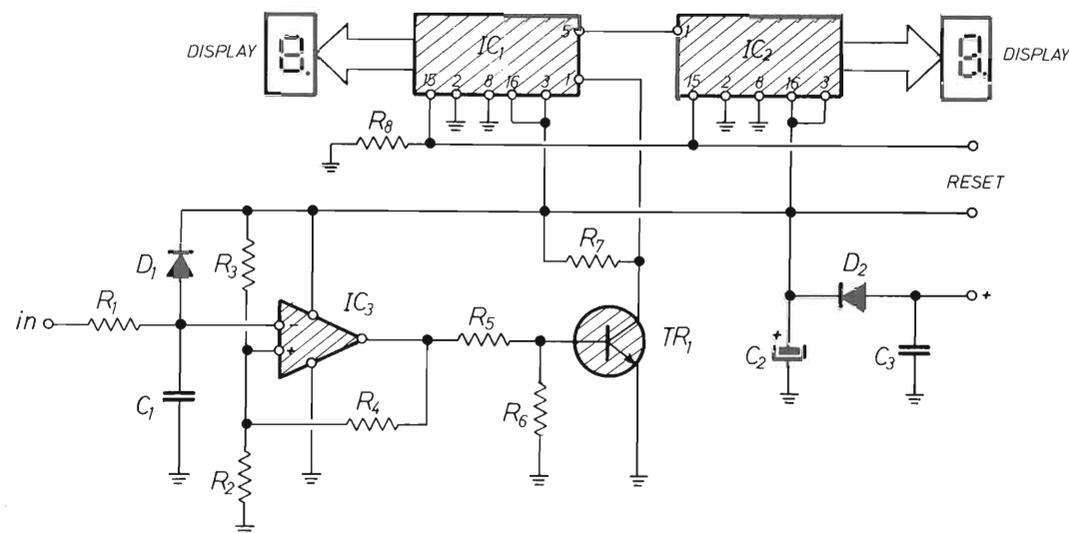 DISPLAY
IC1
5
1
IC2
DISPLAY
15 2 8 16 3 1
15 2 8 16 3
R8
RESET
D1
R3
R7
D2
in
R1
IC3
+
−
+
R5
TR1
+
C2
C3
C1
R4
R6
R2